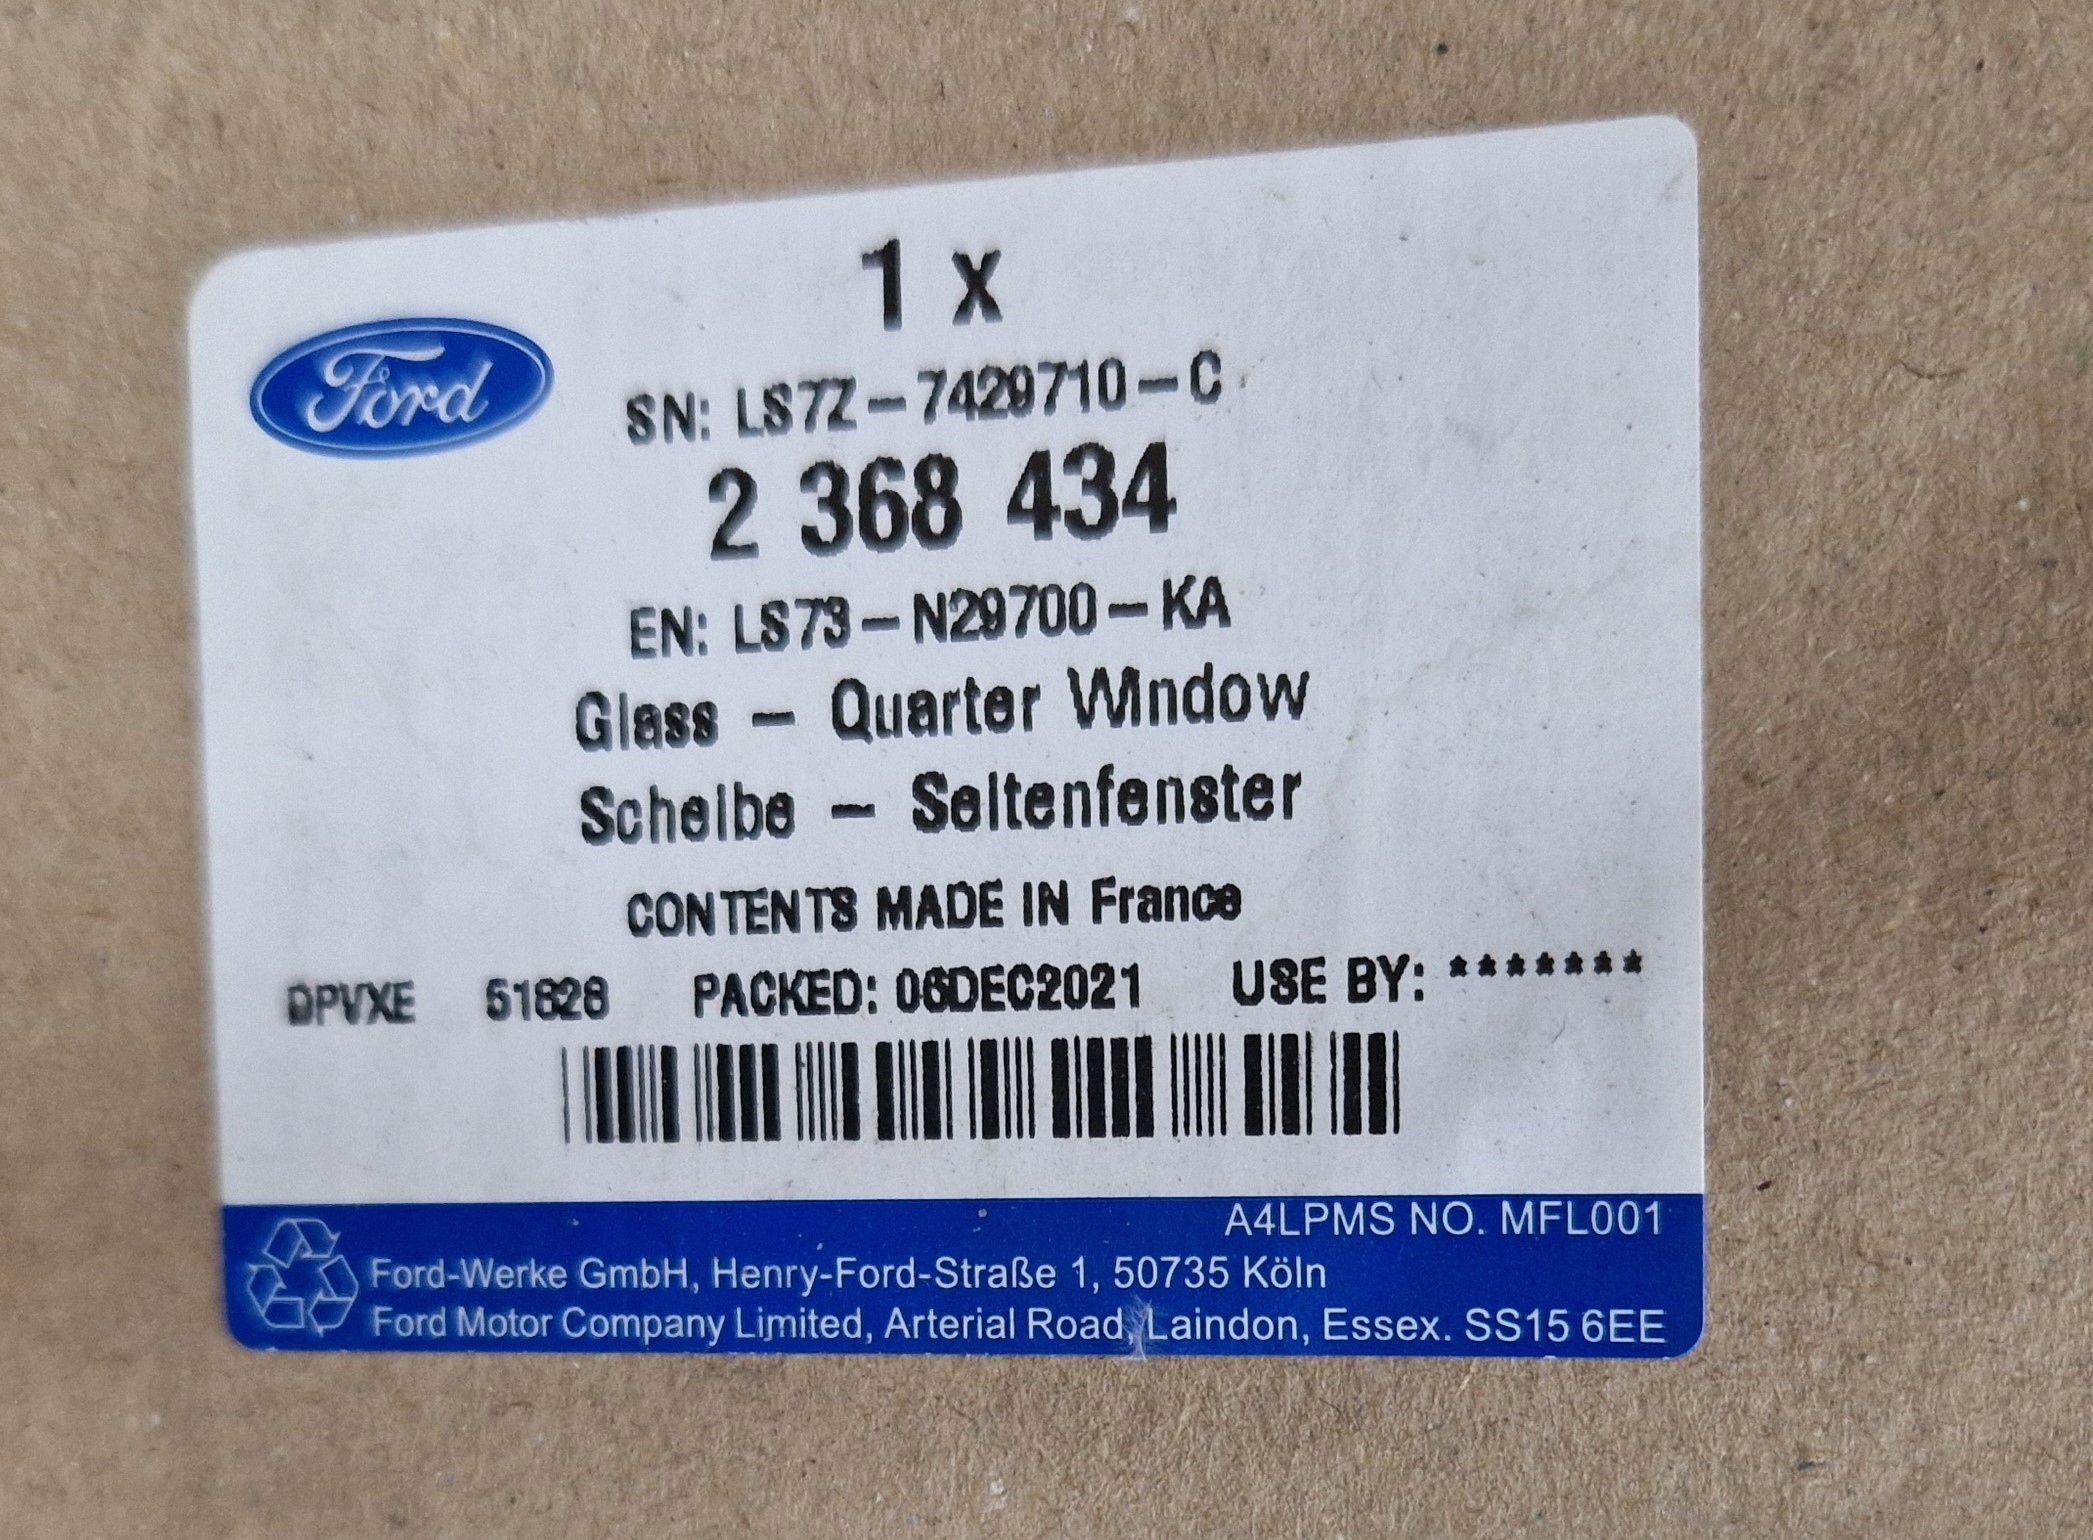 1 x
Ford
SN: LS7Z-7429710-C
2 368 434
EN: LS73-N29700-KA
Glass - Quarter Window
Scheibe - Seitenfenster
CONTENTS MADE IN France
DPVXE 51828 PACKED: 06DEC2021 USE BY: *******
A4LPMS NO. MFL001
Ford-Werke GmbH, Henry-Ford-Straße 1, 50735 Köln
Ford Motor Company Limited, Arterial Road, Laindon, Essex. SS15 6EE